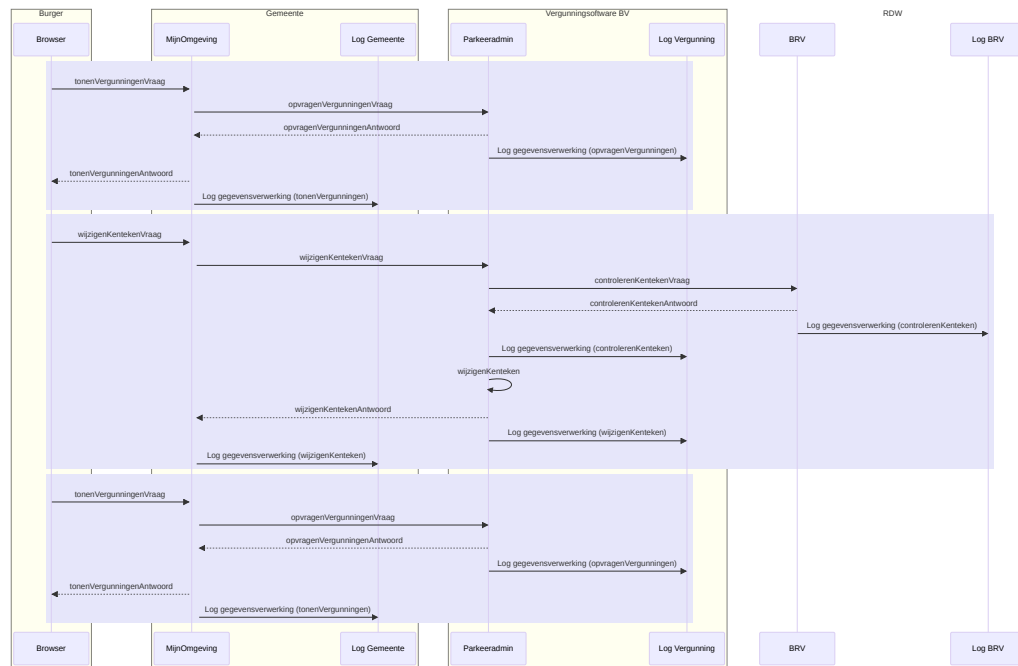 Burger
Gemeente
Vergunningsoftware BV
RDW
Browser
MijnOmgeving
Log Gemeente
Parkeeradmin
Log Vergunning
BRV
Log BRV
tonenVergunningenVraag
opvragenVergunningenVraag
opvragenVergunningenAntwoord
Log gegevensverwerking (opvragenVergunningen)
tonenVergunningenAntwoord
Log gegevensverwerking (tonenVergunningen)
wijzigenKentekenVraag
wijzigenKentekenVraag
controlerenKentekenVraag
controlerenKentekenAntwoord
Log gegevensverwerking (controlerenKenteken)
Log gegevensverwerking (controlerenKenteken)
wijzigenKenteken
wijzigenKentekenAntwoord
Log gegevensverwerking (wijzigenKenteken)
Log gegevensverwerking (wijzigenKenteken)
tonenVergunningenVraag
opvragenVergunningenVraag
opvragenVergunningenAntwoord
Log gegevensverwerking (opvragenVergunningen)
tonenVergunningenAntwoord
Log gegevensverwerking (tonenVergunningen)
Browser
MijnOmgeving
Log Gemeente
Parkeeradmin
Log Vergunning
BRV
Log BRV